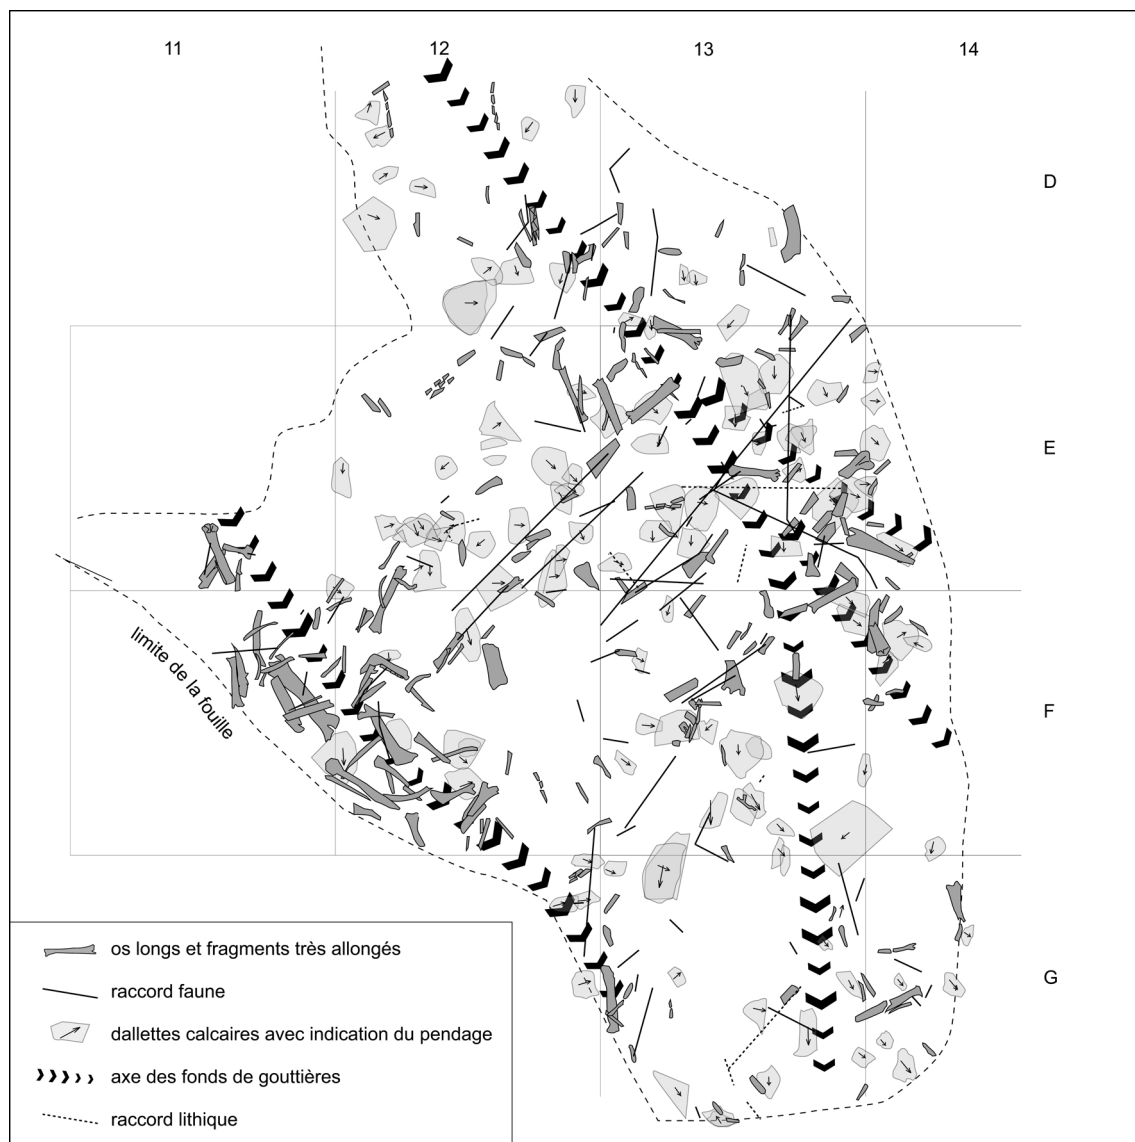 11 12 13 14
D
E
limite de la fouille
F
G
os longs et fragments très allongés
raccord faune
dallettes calcaires avec indication du pendage
axe des fonds de gouttières
raccord lithique